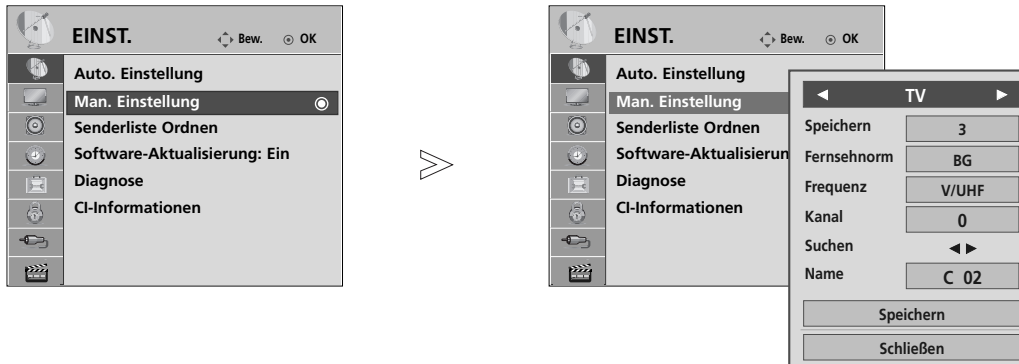 EINST. Bew. OK
Auto. Einstellung
Man. Einstellung
Senderliste Ordnen
Software-Aktualisierung: Ein
Diagnose
CI-Informationen
EINST. Bew. OK
Auto. Einstellung
Man. Einstellung
Senderliste Ordnen
Software-Aktualisierun
Diagnose
CI-Informationen
TV
Speichern 3
Fernsehnorm BG
Frequenz V/UHF
Kanal 0
Suchen
Name C 02
Speichern
Schließen